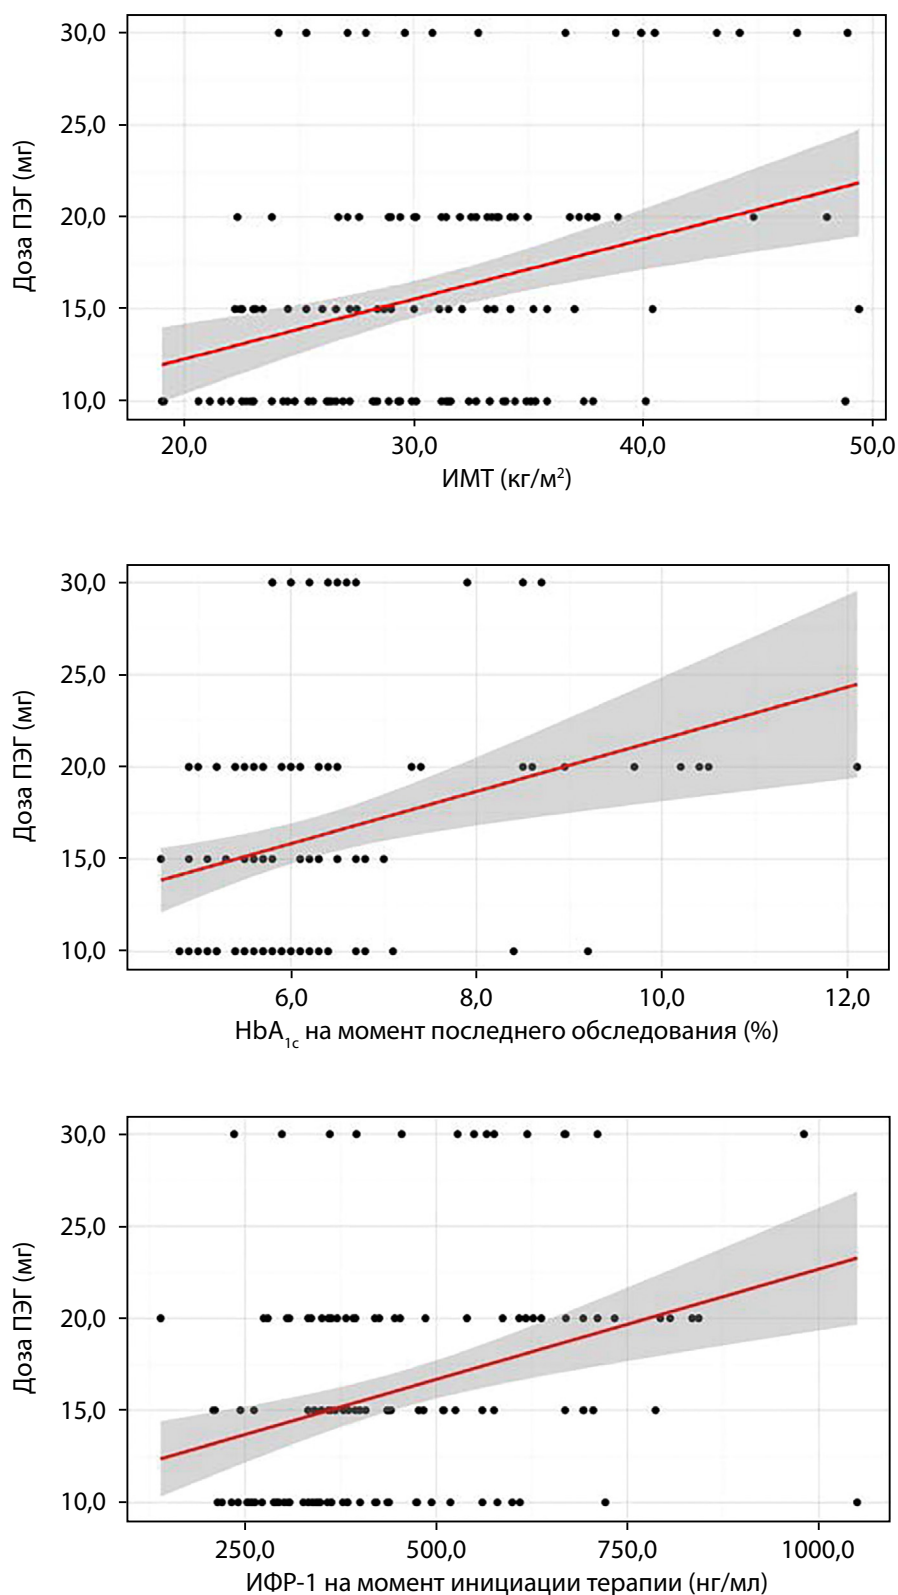 30,0
25,0
20,0
15,0
10,0
Доза ПЭГ (мг)
20,0 30,0 40,0 50,0
ИМТ (кг/м²)
30,0
25,0
20,0
15,0
10,0
Доза ПЭГ (мг)
6,0 8,0 10,0 12,0
HbA1c на момент последнего обследования (%)
30,0
25,0
20,0
15,0
10,0
Доза ПЭГ (мг)
250,0 500,0 750,0 1000,0
ИФР-1 на момент инициации терапии (нг/мл)